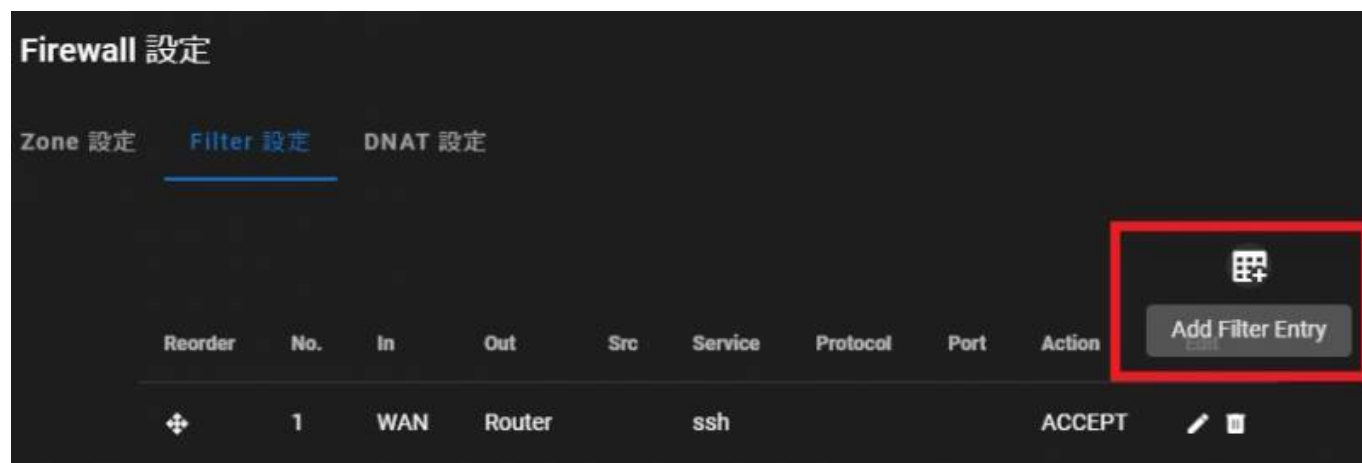 Firewall 設定
Zone 設定 Filter 設定 DNAT 設定
Add Filter Entry
Reorder No. In Out Src Service Protocol Port Action Edit
1 WAN Router ssh ACCEPT